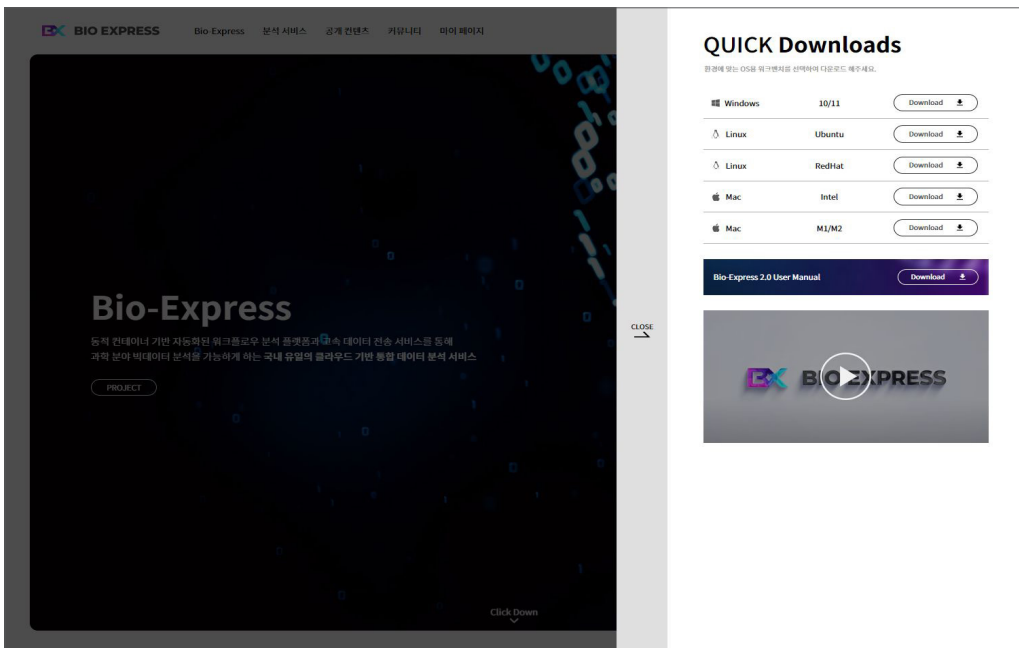 BIO EXPRESS
Bio-Express 분석 서비스 공개 컨텐츠 커뮤니티 마이 페이지
Bio-Express
동적 컨테이너 기반 자동화된 워크플로우 분석 플랫폼과 고속 데이터 전송 서비스를 통해
과학 분야 빅데이터 분석을 가능하게 하는 국내 유일의 클라우드 기반 통합 데이터 분석 서비스
PROJECT
Click Down
CLOSE
QUICK Downloads
환경에 맞는 OS용 워크벤치를 선택하여 다운로드 해주세요.
Windows 10/11 Download
Linux Ubuntu Download
Linux RedHat Download
Mac Intel Download
Mac M1/M2 Download
Bio-Express 2.0 User Manual Download
BIO EXPRESS